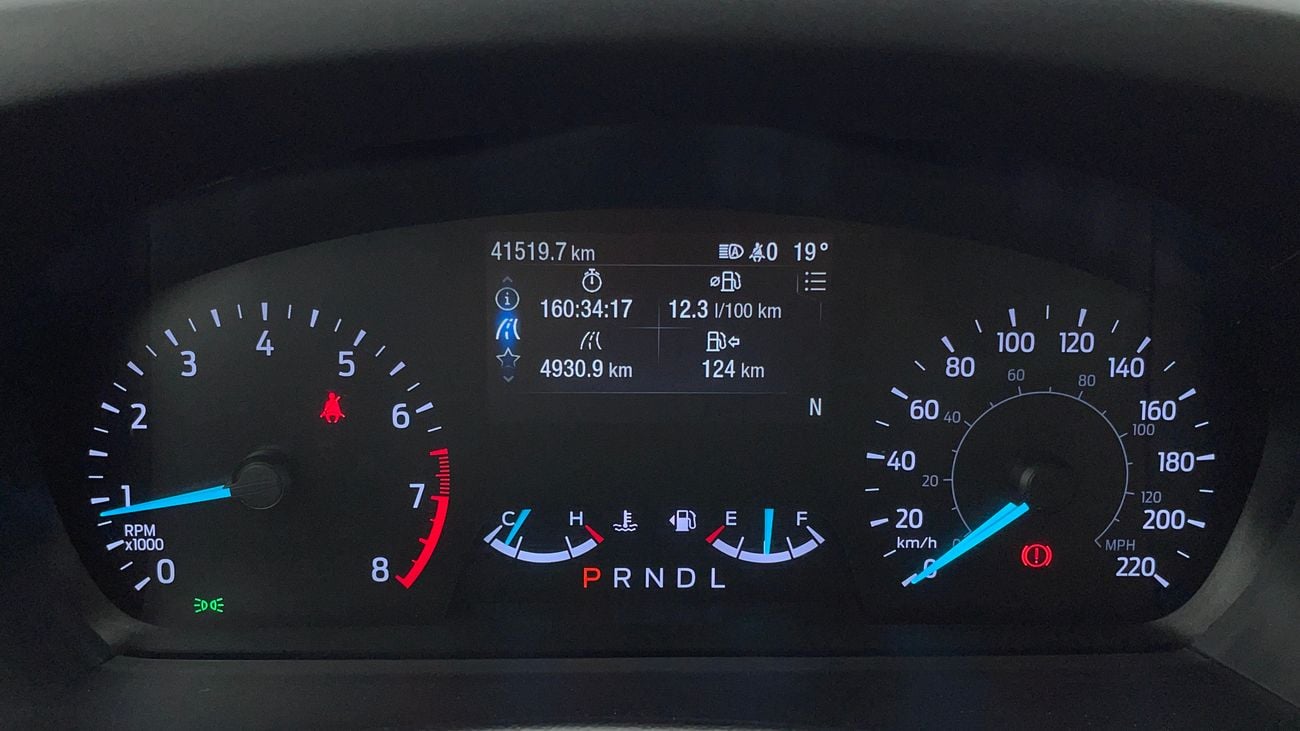 41519.7 km A 0 19°
160:34:17 12.3 l/100 km
4930.9 km 124 km
N
0 1 2 3 4 5 6 7 8
RPM
x1000
C H E F
P R N D L
0 20 40 60 80 100 120 140 160 180 200 220
km/h
0 20 40 60 80 100 120
MPH